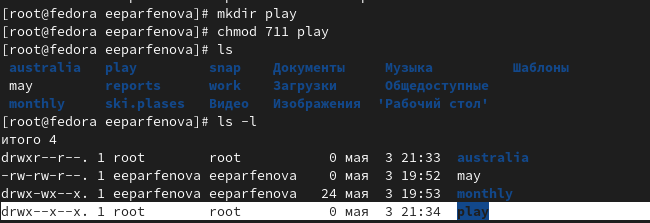 [root@fedora eeparfenova]# mkdir play
[root@fedora eeparfenova]# chmod 711 play
[root@fedora eeparfenova]# ls
australia play snap Документы Музыка Шаблоны
may reports work Загрузки Общедоступные
monthly ski.plases Видео Изображения 'Рабочий стол'
[root@fedora eeparfenova]# ls -l
итого 4
drwxr--r--. 1 root root 0 мая 3 21:33 australia
-rw-rw-r--. 1 eeparfenova eeparfenova 0 мая 3 19:52 may
drwx-wx--x. 1 eeparfenova eeparfenova 24 мая 3 19:53 monthly
drwx--x--x. 1 root root 0 мая 3 21:34 play